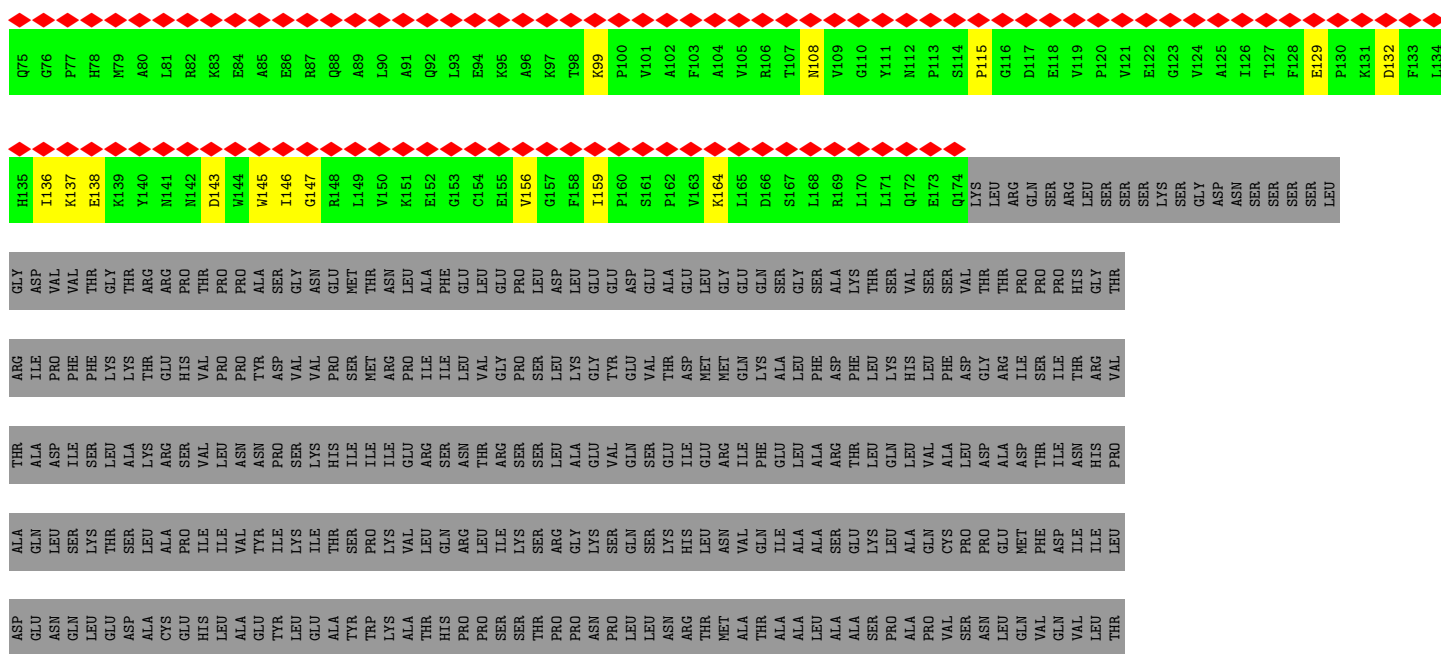 Q75 G76 P77 H78 M79 A80 L81 R82 K83 E84 A85 E86 R87 Q88 A89 L90 A91 Q92 L93 E94 K95 A96 K97 T98 K99 P100 V101 A102 F103 A104 V105 R106 T107 N108 V109 G110 Y111 N112 P113 S114 P115 G116 D117 E118 V119 P120 V121 E122 G123 V124 A125 I126 T127 F128 E129 P130 K131 D132 F133 L134
H135 I136 K137 E138 K139 Y140 N141 N142 D143 W144 W145 I146 G147 R148 L149 V150 K151 E152 G153 C154 E155 V156 G157 F158 I159 P160 S161 P162 V163 K164 L165 D166 S167 L168 R169 L170 L171 Q172 E173 Q174 LYS LEU ARG GLN SER ARG LEU SER SER SER LYS SER GLY ASP ASN SER SER SER SER LEU
GLY ASP VAL VAL THR GLY THR ARG ARG PRO THR PRO PRO ALA SER GLY ASN GLU MET THR ASN LEU ALA PHE GLU LEU GLU PRO LEU ASP LEU GLU GLU ASP GLU ALA GLU LEU GLY GLU GLN SER GLY SER ALA LYS THR SER VAL SER SER VAL THR THR PRO PRO PRO HIS GLY THR
ARG ILE PRO PHE PHE LYS LYS THR GLU HIS VAL PRO PRO TYR ASP VAL VAL PRO SER MET ARG PRO ILE ILE LEU VAL GLY PRO SER LEU LYS GLY TYR GLU VAL THR ASP MET MET GLN LYS ALA LEU PHE ASP PHE LEU LYS HIS LEU PHE ASP GLY ARG ILE SER ILE THR ARG VAL
THR ALA ASP ILE SER LEU ALA LYS ARG SER VAL LEU ASN ASN PRO SER LYS HIS ILE ILE ILE GLU ARG SER ASN THR ARG SER SER LEU ALA GLU VAL GLN SER GLU ILE GLU ARG ILE PHE GLU LEU ALA ARG THR LEU GLN LEU VAL ALA LEU ASP ALA ASP THR ILE ASN HIS PRO
ALA GLN LEU SER LYS THR SER LEU ALA PRO ILE ILE VAL TYR ILE LYS ILE THR SER PRO LYS VAL LEU GLN ARG LEU ILE LYS SER ARG GLY LYS SER GLN SER LYS HIS LEU ASN VAL GLN ILE ALA ALA SER GLU LYS LEU ALA GLN CYS PRO PRO GLU MET PHE ASP ILE ILE LEU
ASP GLU ASN GLN LEU GLU ASP ALA CYS GLU HIS LEU ALA GLU TYR LEU GLU ALA TYR TRP LYS ALA THR HIS PRO PRO SER SER THR PRO PRO ASN PRO LEU LEU ASN ARG THR MET ALA THR ALA ALA LEU ALA ALA SER PRO ALA PRO VAL SER ASN LEU GLN VAL GLN VAL LEU THR